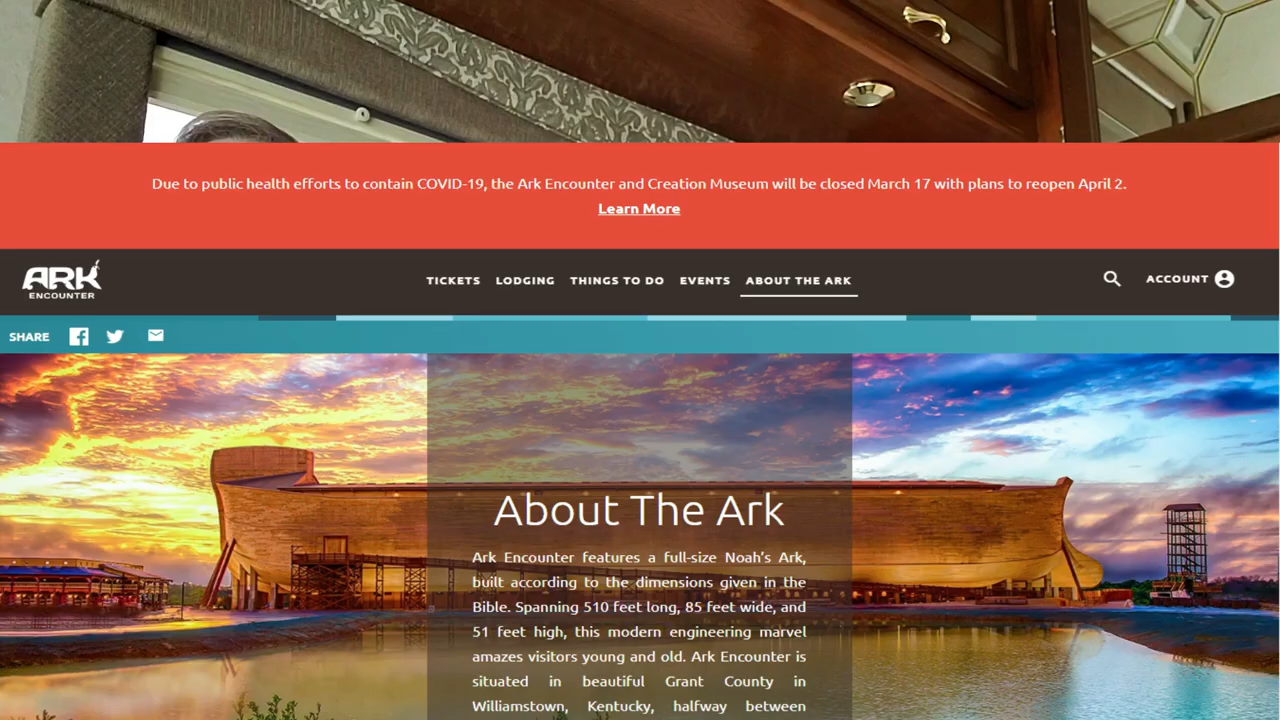 Due to public health efforts to contain COVID-19, the Ark Encounter and Creation Museum will be closed March 17 with plans to reopen April 2.
Learn More
ARK
ENCOUNTER
TICKETS LODGING THINGS TO DO EVENTS ABOUT THE ARK
ACCOUNT
SHARE
About The Ark
Ark Encounter features a full-size Noah's Ark,
built according to the dimensions given in the
Bible. Spanning 510 feet long, 85 feet wide, and
51 feet high, this modern engineering marvel
amazes visitors young and old. Ark Encounter is
situated in beautiful Grant County in
Williamstown, Kentucky, halfway between